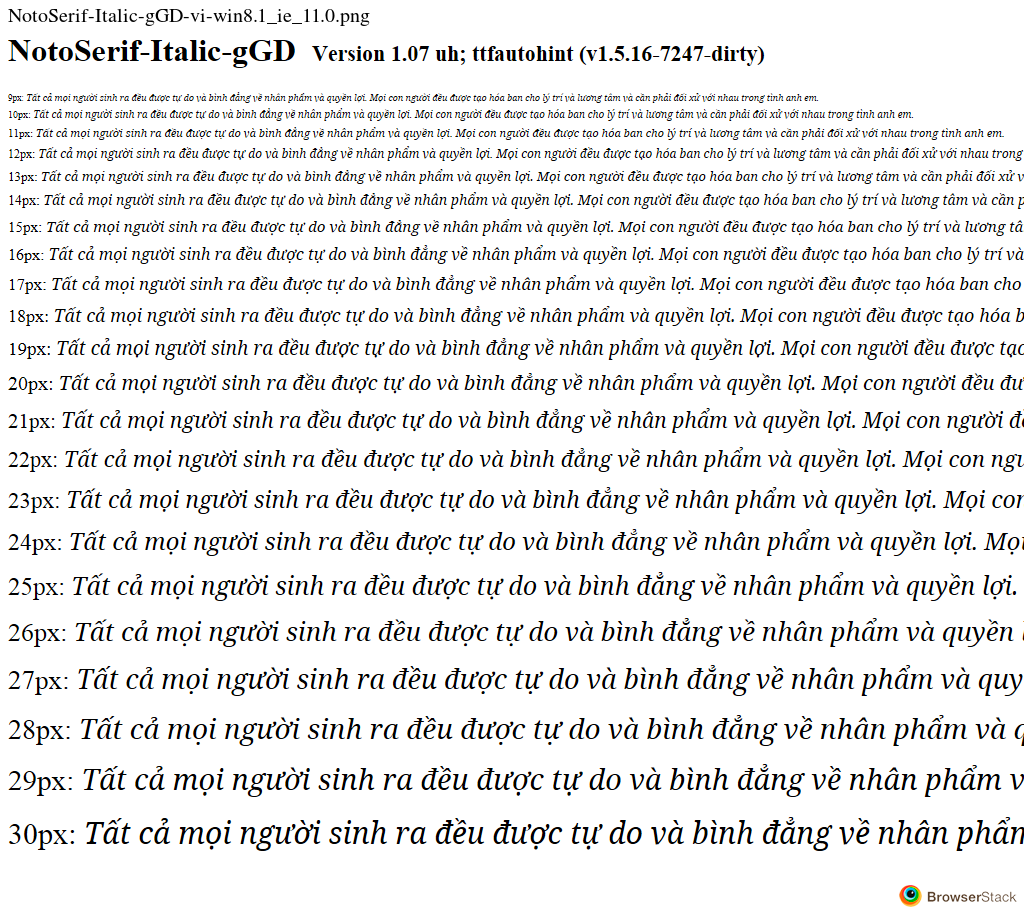 NotoSerif-Italic-gGD-vi-win8.1_ie_11.0.png
NotoSerif-Italic-gGD Version 1.07 uh; ttfautohint (v1.5.16-7247-dirty)
9px: Tất cả mọi người sinh ra đều được tự do và bình đẳng về nhân phẩm và quyền lợi. Mọi con người đều được tạo hóa ban cho lý trí và lương tâm và cần phải đối xử với nhau trong tình anh em.
10px: Tất cả mọi người sinh ra đều được tự do và bình đẳng về nhân phẩm và quyền lợi. Mọi con người đều được tạo hóa ban cho lý trí và lương tâm và cần phải đối xử với nhau trong tình anh em.
11px: Tất cả mọi người sinh ra đều được tự do và bình đẳng về nhân phẩm và quyền lợi. Mọi con người đều được tạo hóa ban cho lý trí và lương tâm và cần phải đối xử với nhau trong tình anh em.
12px: Tất cả mọi người sinh ra đều được tự do và bình đẳng về nhân phẩm và quyền lợi. Mọi con người đều được tạo hóa ban cho lý trí và lương tâm và cần phải đối xử với nhau trong
13px: Tất cả mọi người sinh ra đều được tự do và bình đẳng về nhân phẩm và quyền lợi. Mọi con người đều được tạo hóa ban cho lý trí và lương tâm và cần phải đối xử v
14px: Tất cả mọi người sinh ra đều được tự do và bình đẳng về nhân phẩm và quyền lợi. Mọi con người đều được tạo hóa ban cho lý trí và lương tâm và cần p
15px: Tất cả mọi người sinh ra đều được tự do và bình đẳng về nhân phẩm và quyền lợi. Mọi con người đều được tạo hóa ban cho lý trí và lương tâ
16px: Tất cả mọi người sinh ra đều được tự do và bình đẳng về nhân phẩm và quyền lợi. Mọi con người đều được tạo hóa ban cho lý trí và
17px: Tất cả mọi người sinh ra đều được tự do và bình đẳng về nhân phẩm và quyền lợi. Mọi con người đều được tạo hóa ban cho
18px: Tất cả mọi người sinh ra đều được tự do và bình đẳng về nhân phẩm và quyền lợi. Mọi con người đều được tạo hóa b
19px: Tất cả mọi người sinh ra đều được tự do và bình đẳng về nhân phẩm và quyền lợi. Mọi con người đều được tạo
20px: Tất cả mọi người sinh ra đều được tự do và bình đẳng về nhân phẩm và quyền lợi. Mọi con người đều đư
21px: Tất cả mọi người sinh ra đều được tự do và bình đẳng về nhân phẩm và quyền lợi. Mọi con người đề
22px: Tất cả mọi người sinh ra đều được tự do và bình đẳng về nhân phẩm và quyền lợi. Mọi con ngư
23px: Tất cả mọi người sinh ra đều được tự do và bình đẳng về nhân phẩm và quyền lợi. Mọi con
24px: Tất cả mọi người sinh ra đều được tự do và bình đẳng về nhân phẩm và quyền lợi. Mọi
25px: Tất cả mọi người sinh ra đều được tự do và bình đẳng về nhân phẩm và quyền lợi.
26px: Tất cả mọi người sinh ra đều được tự do và bình đẳng về nhân phẩm và quyền
27px: Tất cả mọi người sinh ra đều được tự do và bình đẳng về nhân phẩm và quy
28px: Tất cả mọi người sinh ra đều được tự do và bình đẳng về nhân phẩm và q
29px: Tất cả mọi người sinh ra đều được tự do và bình đẳng về nhân phẩm v
30px: Tất cả mọi người sinh ra đều được tự do và bình đẳng về nhân phẩm
BrowserStack